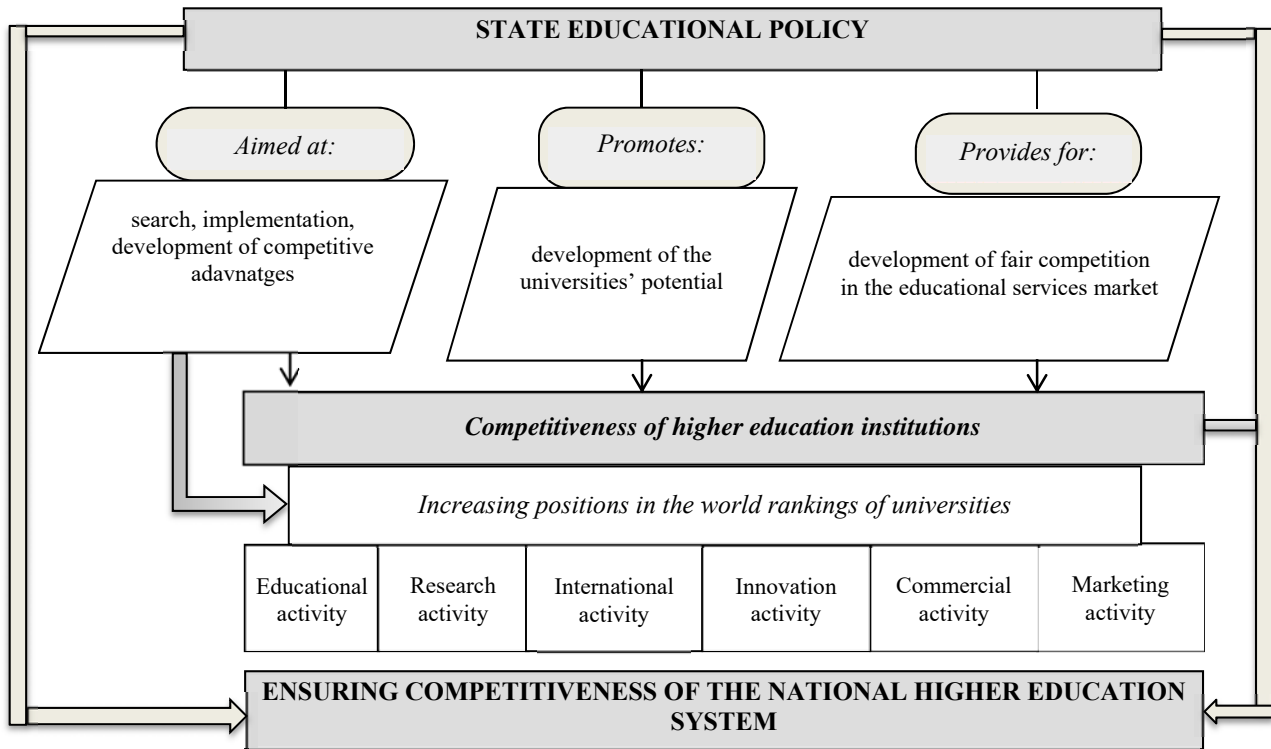 STATE EDUCATIONAL POLICY
Aimed at:
Promotes:
Provides for:
search, implementation,
development of competitive
adavnatges
development of the
universities’ potential
development of fair competition
in the educational services market
Competitiveness of higher education institutions
Increasing positions in the world rankings of universities
Educational
activity
Research
activity
International
activity
Innovation
activity
Commercial
activity
Marketing
activity
ENSURING COMPETITIVENESS OF THE NATIONAL HIGHER EDUCATION
SYSTEM